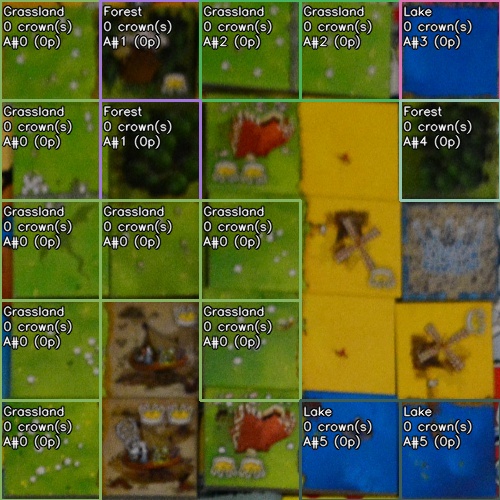 Grassland
0 crown(s)
A#0 (0p)
Forest
0 crown(s)
A#1 (0p)
Grassland
0 crown(s)
A#2 (0p)
Grassland
0 crown(s)
A#2 (0p)
Lake
0 crown(s)
A#3 (0p)
Grassland
0 crown(s)
A#0 (0p)
Forest
0 crown(s)
A#1 (0p)
Forest
0 crown(s)
A#4 (0p)
Grassland
0 crown(s)
A#0 (0p)
Grassland
0 crown(s)
A#0 (0p)
Grassland
0 crown(s)
A#0 (0p)
Grassland
0 crown(s)
A#0 (0p)
Grassland
0 crown(s)
A#0 (0p)
Grassland
0 crown(s)
A#0 (0p)
Lake
0 crown(s)
A#5 (0p)
Lake
0 crown(s)
A#5 (0p)